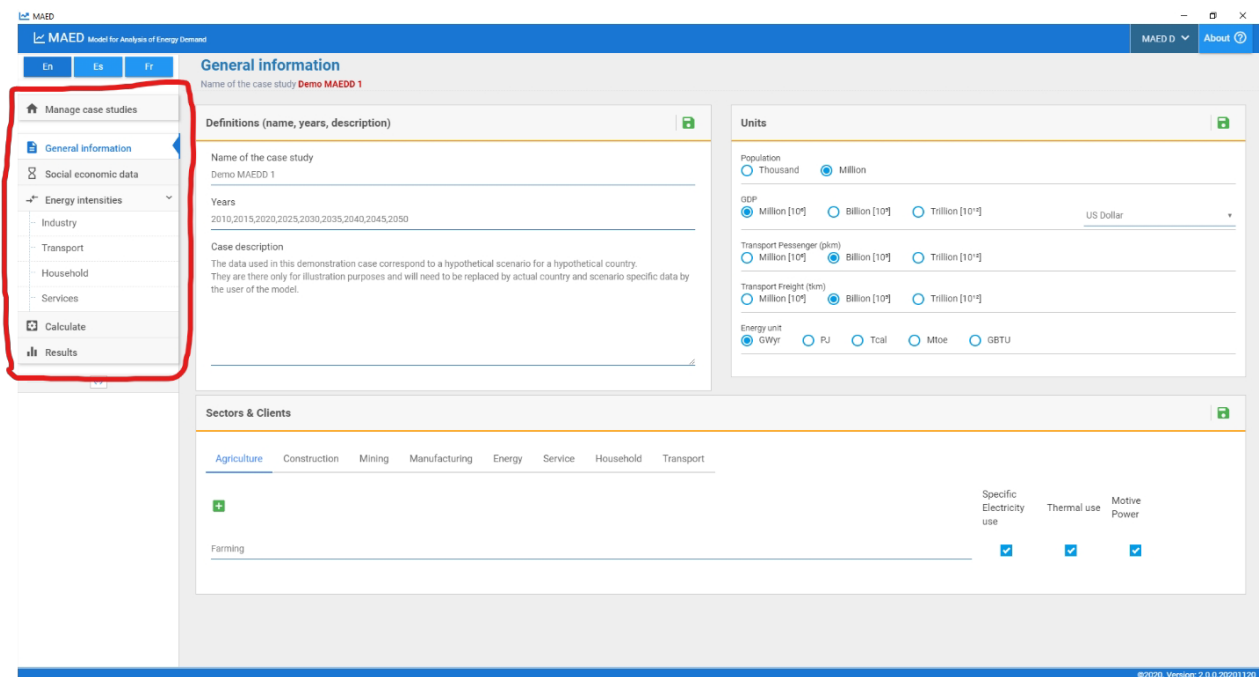 MAED
MAED Model for Analysis of Energy Demand
MAED D
About
En Es Fr
General information
Name of the case study Demo MAEDD 1
Manage case studies
General information
Social economic data
Energy intensities
Industry
Transport
Household
Services
Calculate
Results
Definitions (name, years, description)
Name of the case study
Demo MAEDD 1
Years
2010,2015,2020,2025,2030,2035,2040,2045,2050
Case description
The data used in this demonstration case correspond to a hypothetical scenario for a hypothetical country.
They are there only for illustration purposes and will need to be replaced by actual country and scenario specific data by
the user of the model.
Units
Population
Thousand Million
GDP
Million [10⁶] Billion [10⁹] Trillion [10¹²] US Dollar
Transport Pessenger (pkm)
Million [10⁶] Billion [10⁹] Trillion [10¹²]
Transport Freight (tkm)
Million [10⁶] Billion [10⁹] Trillion [10¹²]
Energy unit
GWyr PJ Tcal Mtoe GBTU
Sectors & Clients
Agriculture Construction Mining Manufacturing Energy Service Household Transport
Specific
Electricity
use
Thermal use
Motive
Power
Farming
©2020, Version: 2.0.0.20201120